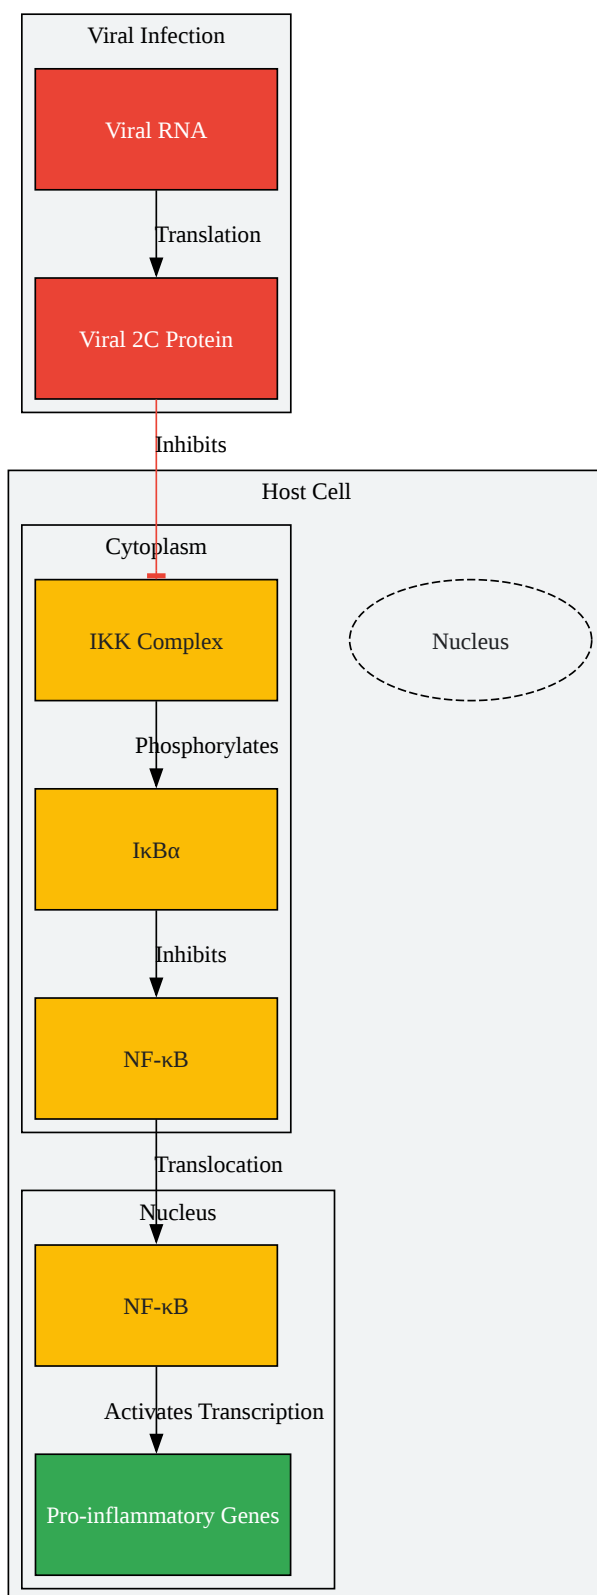 Viral Infection
Viral RNA
Translation
Viral 2C Protein
Inhibits
Host Cell
Cytoplasm
IKK Complex
Nucleus
Phosphorylates
IκBα
Inhibits
NF-κB
Translocation
Nucleus
NF-κB
Activates Transcription
Pro-inflammatory Genes